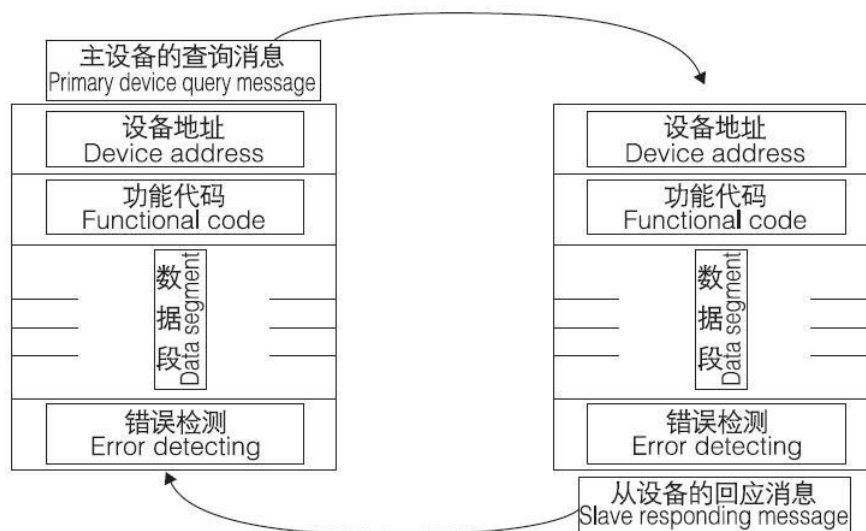 主设备的查询消息
Primary device query message
设备地址
Device address
功能代码
Functional code
数据段
Data segment
错误检测
Error detecting
设备地址
Device address
功能代码
Functional code
数据段
Data segment
错误检测
Error detecting
从设备的回应消息
Slave responding message